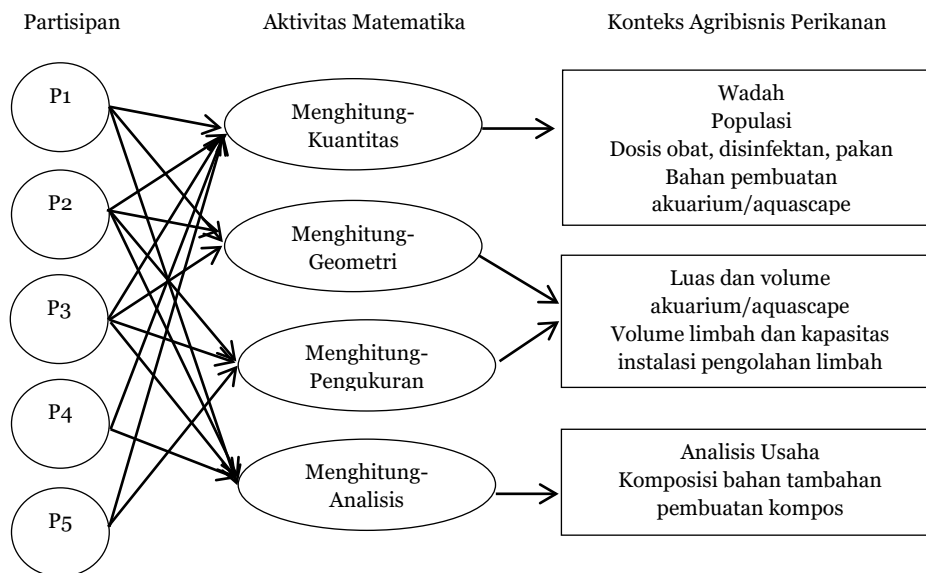 Partisipan
Aktivitas Matematika
Konteks Agribisnis Perikanan
P1
P2
P3
P4
P5
Menghitung-
Kuantitas
Menghitung-
Geometri
Menghitung-
Pengukuran
Menghitung-
Analisis
Wadah
Populasi
Dosis obat, disinfektan, pakan
Bahan pembuatan
akuarium/aquascape
Luas dan volume
akuarium/aquascape
Volume limbah dan kapasitas
instalasi pengolahan limbah
Analisis Usaha
Komposisi bahan tambahan
pembuatan kompos